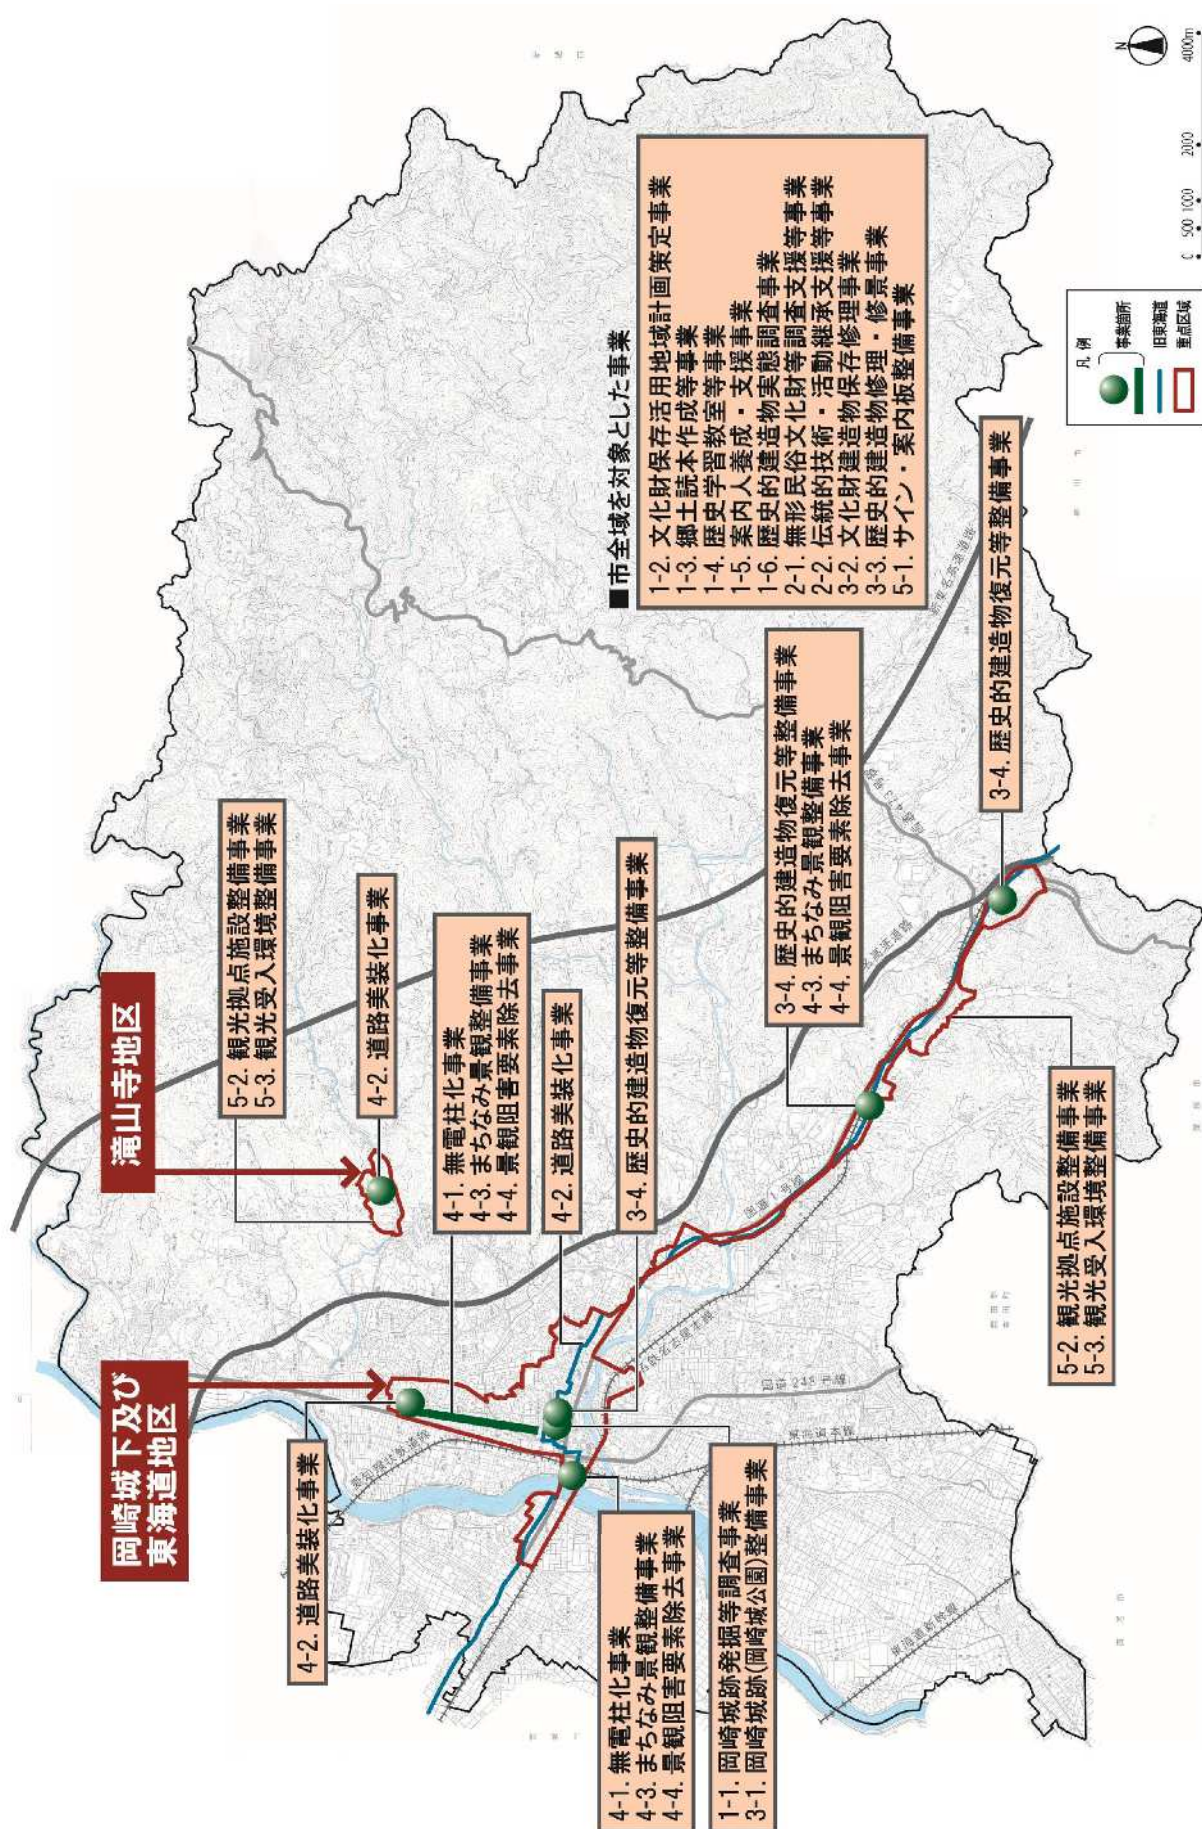 岡崎城下及び
東海道地区
滝山寺地区
4-2. 道路美装化事業
5-2. 観光拠点施設整備事業
5-3. 観光受入環境整備事業
4-2. 道路美装化事業
4-1. 無電柱化事業
4-3. まちなみ景観整備事業
4-4. 景観阻害要素除去事業
4-2. 道路美装化事業
3-4. 歴史的建造物復元等整備事業
■市全域を対象とした事業
1-2. 文化財保存活用地域計画策定事業
1-3. 郷土読本作成等事業
1-4. 歴史学習教室等事業
1-5. 案内人養成・支援事業
1-6. 歴史的建造物実態調査事業
2-1. 無形民俗文化財等調査支援等事業
2-2. 伝統的技術・活動継承支援等事業
3-2. 文化財建造物保存修理事業
3-3. 歴史的建造物修理・修景事業
5-1. サイン・案内板整備事業
4-1. 無電柱化事業
4-3. まちなみ景観整備事業
4-4. 景観阻害要素除去事業
1-1. 岡崎城跡発掘等調査事業
3-1. 岡崎城跡(岡崎城公園)整備事業
3-4. 歴史的建造物復元等整備事業
4-3. まちなみ景観整備事業
4-4. 景観阻害要素除去事業
3-4. 歴史的建造物復元等整備事業
5-2. 観光拠点施設整備事業
5-3. 観光受入環境整備事業
国道1号線
東海道新幹線
凡 例
事業箇所
旧東海道
重点区域
N
0 500 1000 2000 4000m